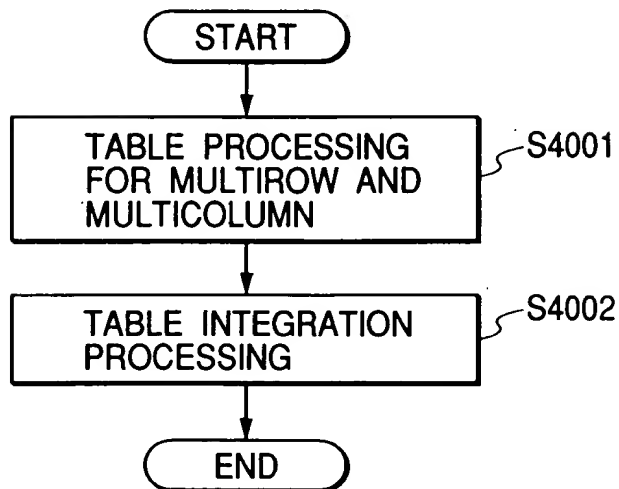 START
TABLE PROCESSING
FOR MULTIROW AND
MULTICOLUMN
S4001
TABLE INTEGRATION
PROCESSING
S4002
END